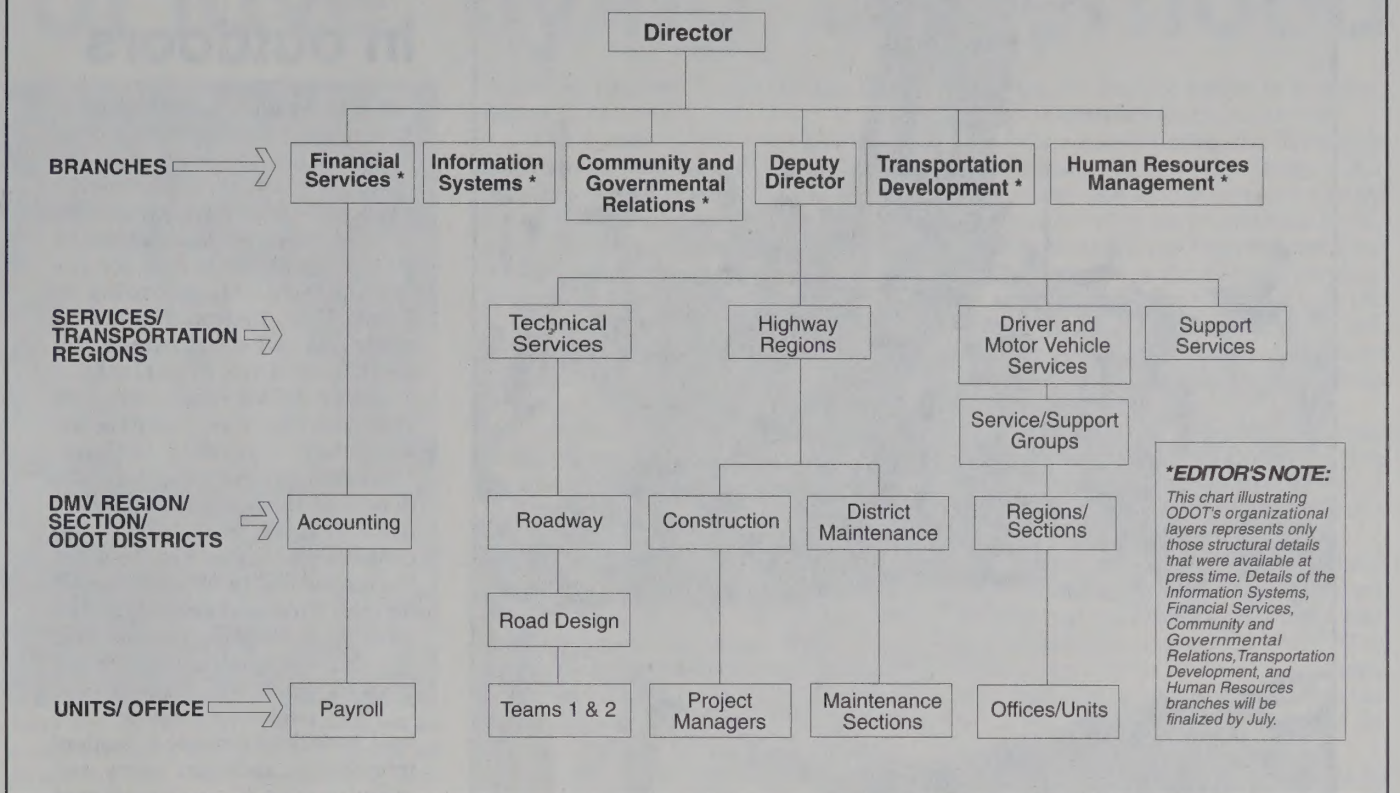 Director
BRANCHES
Financial
Services *
Information
Systems *
Community and
Governmental
Relations *
Deputy
Director
Transportation
Development *
Human Resources
Management *
SERVICES/
TRANSPORTATION
REGIONS
Technical
Services
Highway
Regions
Driver and
Motor Vehicle
Services
Support
Services
Service/Support
Groups
DMV REGION/
SECTION/
ODOT DISTRICTS
Accounting
Roadway
Construction
District
Maintenance
Regions/
Sections
Road Design
UNITS/ OFFICE
Payroll
Teams 1 & 2
Project
Managers
Maintenance
Sections
Offices/Units
*EDITOR'S NOTE:
This chart illustrating
ODOT's organizational
layers represents only
those structural details
that were available at
press time. Details of the
Information Systems,
Financial Services,
Community and
Governmental
Relations, Transportation
Development, and
Human Resources
branches will be
finalized by July.